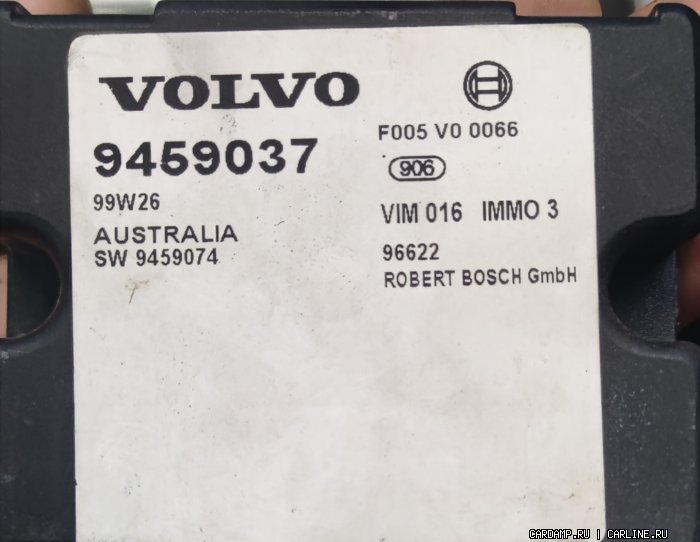 VOLVO
9459037
99W26
AUSTRALIA
SW 9459074
F005 V0 0066
906
VIM 016 IMMO 3
96622
ROBERT BOSCH GmbH
CARDAMP.RU | CARLINE.RU